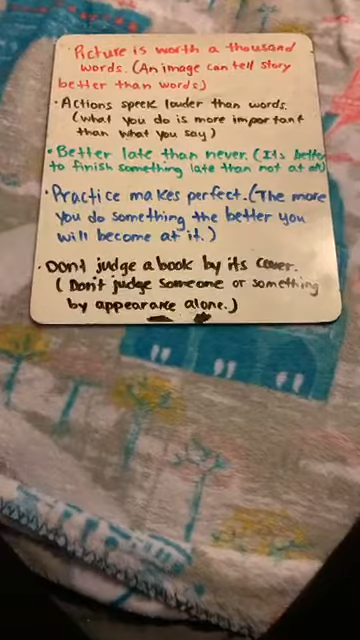 · Picture is worth a thousand
words. (An image can tell story
better than words)
· Actions speek louder than words.
(What you do is more important
than what you say)
· Better late than never. (It's better
to finish something late than not at all)
· Practice makes perfect. (The more
you do something the better you
will become at it.)
· Don't judge a book by its cover.
( Don't judge someone or something
by appearance alone.)